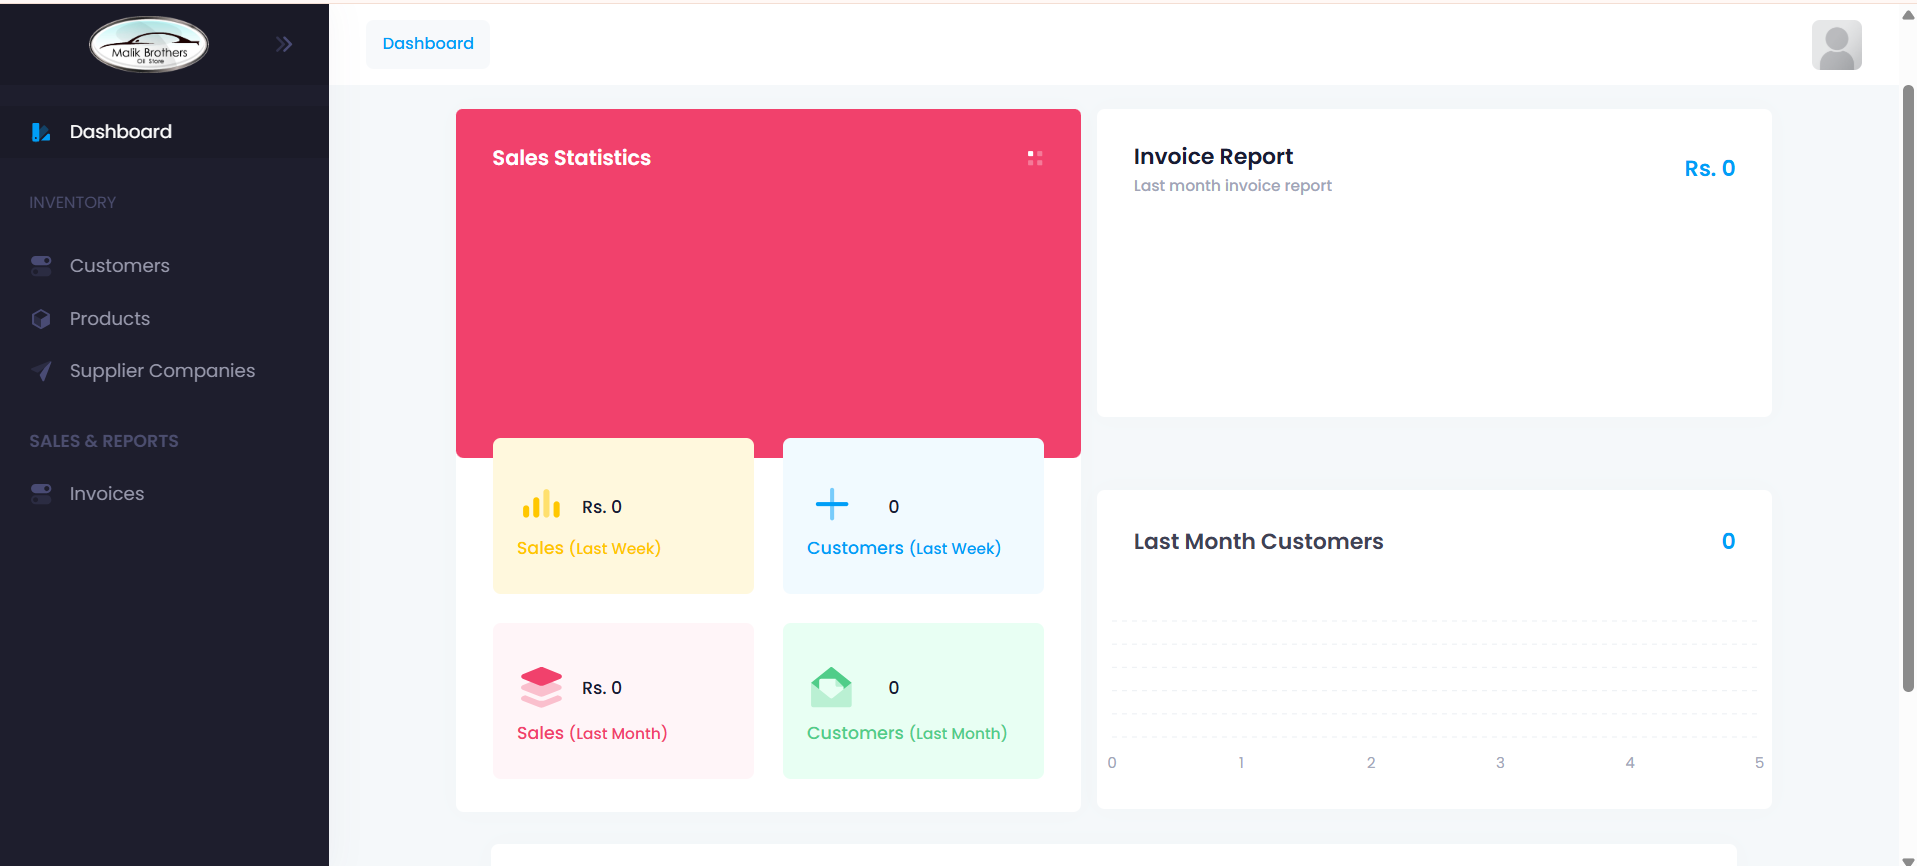 Malik Brothers
Oil Store
Dashboard
INVENTORY
Customers
Products
Supplier Companies
SALES & REPORTS
Invoices
Dashboard
Sales Statistics
Rs. 0
Sales (Last Week)
0
Customers (Last Week)
Rs. 0
Sales (Last Month)
0
Customers (Last Month)
Invoice Report
Last month invoice report
Rs. 0
Last Month Customers
0
0 1 2 3 4 5